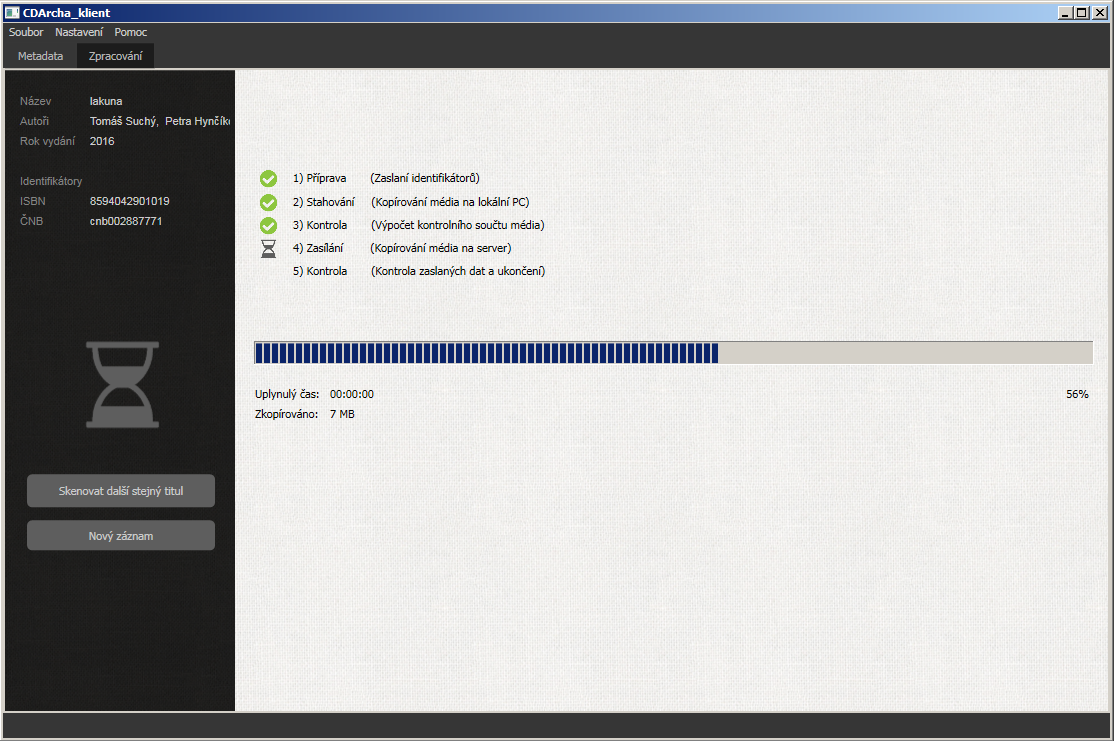 CDArcha_klient
Soubor Nastavení Pomoc
Metadata Zpracování
Název lakuna
Autoři Tomáš Suchý, Petra Hynčík
Rok vydání 2016
Identifikátory
ISBN 8594042901019
ČNB cnb002887771
Skenovat další stejný titul
Nový záznam
1) Příprava (Zaslaní identifikátorů)
2) Stahování (Kopírování média na lokální PC)
3) Kontrola (Výpočet kontrolního součtu média)
4) Zasílání (Kopírování média na server)
5) Kontrola (Kontrola zaslaných dat a ukončení)
Uplynulý čas: 00:00:00 56%
Zkopírováno: 7 MB